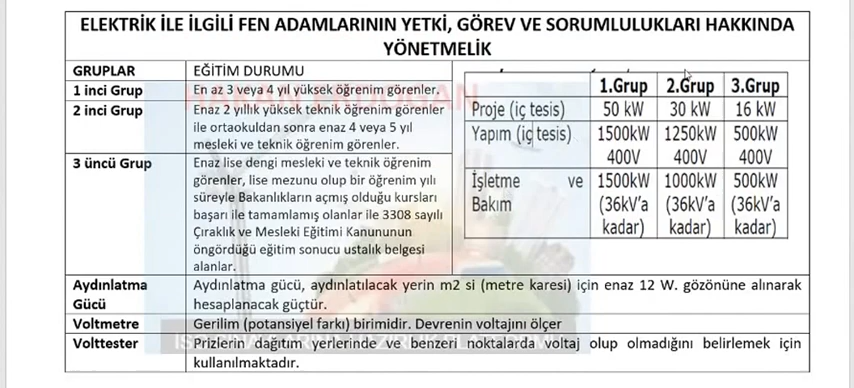 ELEKTRİK İLE İLGİLİ FEN ADAMLARININ YETKİ, GÖREV VE SORUMLULUKLARI HAKKINDA
YÖNETMELİK
GRUPLAR EĞİTİM DURUMU
1 inci Grup En az 3 veya 4 yıl yüksek öğrenim görenler.
2 inci Grup Enaz 2 yıllık yüksek teknik öğrenim görenler
ile ortaokuldan sonra enaz 4 veya 5 yıl
mesleki ve teknik öğrenim görenler.
3 üncü Grup Enaz lise dengi mesleki ve teknik öğrenim
görenler, lise mezunu olup bir öğrenim yılı
süreyle Bakanlıkların açmış olduğu kursları
başarı ile tamamlamış olanlar ile 3308 sayılı
Çıraklık ve Mesleki Eğitimi Kanununun
öngördüğü eğitim sonucu ustalık belgesi
alanlar.
1.Grup 2.Grup 3.Grup
Proje (iç tesis) 50 kW 30 kW 16 kW
Yapım (iç tesis) 1500kW 1250kW 500kW
400V 400V 400V
İşletme ve 1500kW 1000kW 500kW
Bakım (36kV'a (36kV'a (36kV'a
kadar) kadar) kadar)
Aydınlatma Aydınlatma gücü, aydınlatılacak yerin m2 si (metre karesi) için enaz 12 W. gözönüne alınarak
Gücü hesaplanacak güçtür.
Voltmetre Gerilim (potansiyel farkı) birimidir. Devrenin voltajını ölçer
Volttester Prizlerin dağıtım yerlerinde ve benzeri noktalarda voltaj olup olmadığını belirlemek için
kullanılmaktadır.